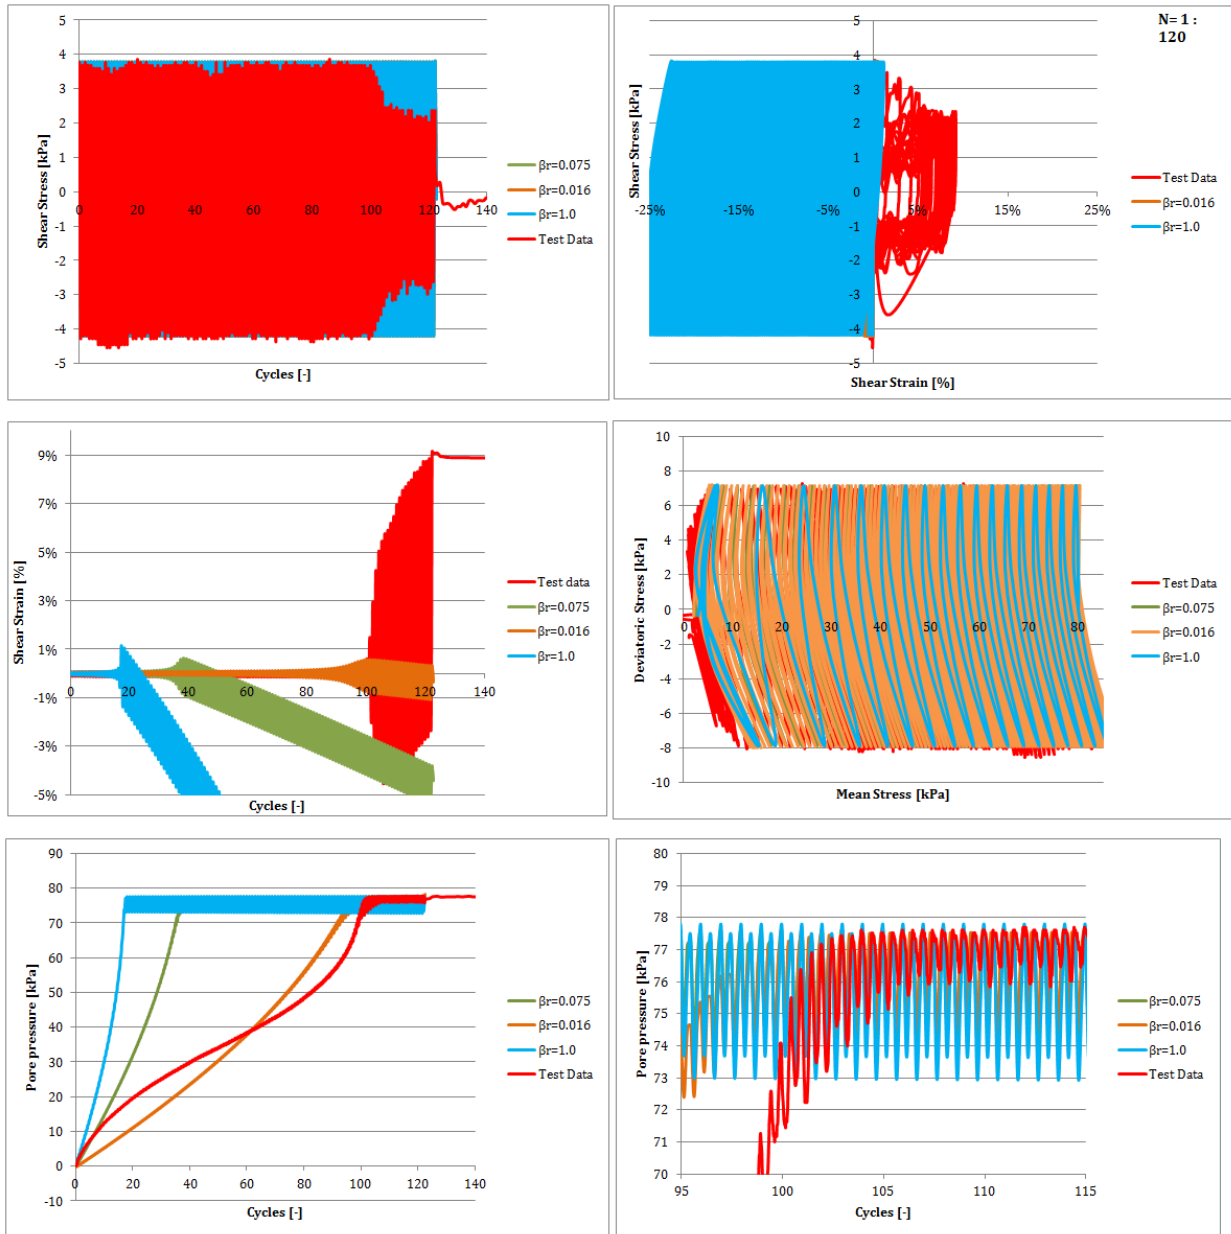 5
4
3
2
1
0
-1
-2
-3
-4
-5
0 20 40 60 80 100 120 140
Shear Stress [kPa]
Cycles [-]
βr=0.075
βr=0.016
βr=1.0
Test Data
N= 1 :
120
5
4
3
2
1
0
-1
-2
-3
-4
-5
-25% -15% -5% 5% 15% 25%
Shear Stress [kPa]
Shear Strain [%]
Test Data
βr=0.016
βr=1.0
9%
7%
5%
3%
1%
-1%
-3%
-5%
0 20 40 60 80 100 120 140
Shear Strain [%]
Cycles [-]
Test data
βr=0.075
βr=0.016
βr=1.0
10
8
6
4
2
0
-2
-4
-6
-8
-10
0 10 20 30 40 50 60 70 80
Deviatoric Stress [kPa]
Mean Stress [kPa]
Test Data
βr=0.075
βr=0.016
βr=1.0
90
80
70
60
50
40
30
20
10
0
-10
0 20 40 60 80 100 120 140
Pore pressure [kPa]
Cycles [-]
βr=0.075
βr=0.016
βr=1.0
Test Data
80
79
78
77
76
75
74
73
72
71
70
95 100 105 110 115
Pore pressure [kPa]
Cycles [-]
βr=0.075
βr=0.016
βr=1.0
Test Data